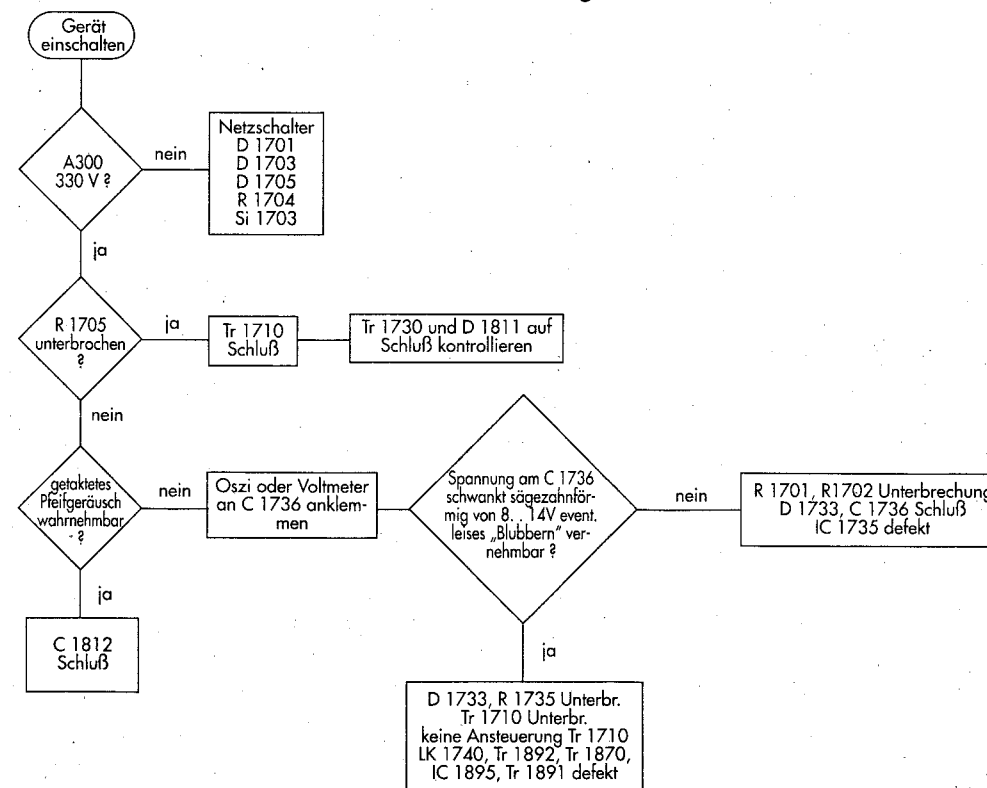 Gerät
einschalten
A300
330 V ?
nein
Netzschalter
D 1701
D 1703
D 1705
R 1704
Si 1703
ja
R 1705
unterbrochen
?
ja
Tr 1710
Schluß
Tr 1730 und D 1811 auf
Schluß kontrollieren
nein
getaktetes
Pfeifgeräusch
wahrnehmbar
?
nein
Oszi oder Voltmeter
an C 1736 anklem-
men
Spannung am C 1736
schwankt sägezahnför-
mig von 8. . 14V event.
leises „Blubbern" ver-
nehmbar ?
nein
R 1701, R1702 Unterbrechung
D 1733, C 1736 Schluß
IC 1735 defekt
ja
C 1812
Schluß
ja
D 1733, R 1735 Unterbr.
Tr 1710 Unterbr.
keine Ansteuerung Tr 1710
LK 1740, Tr 1892, Tr 1870,
IC 1895, Tr 1891 defekt